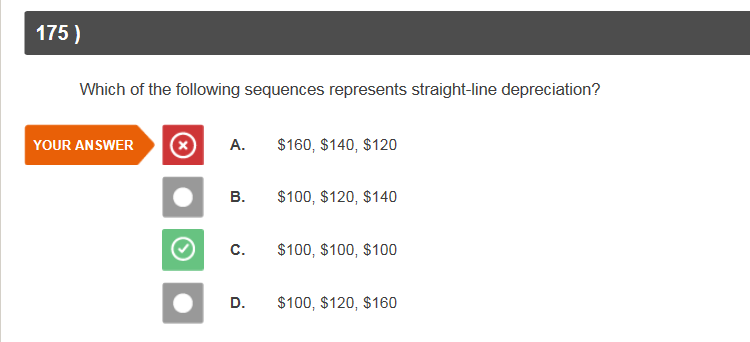 175 )
Which of the following sequences represents straight-line depreciation?
YOUR ANSWER
A. $160, $140, $120
B. $100, $120, $140
C. $100, $100, $100
D. $100, $120, $160